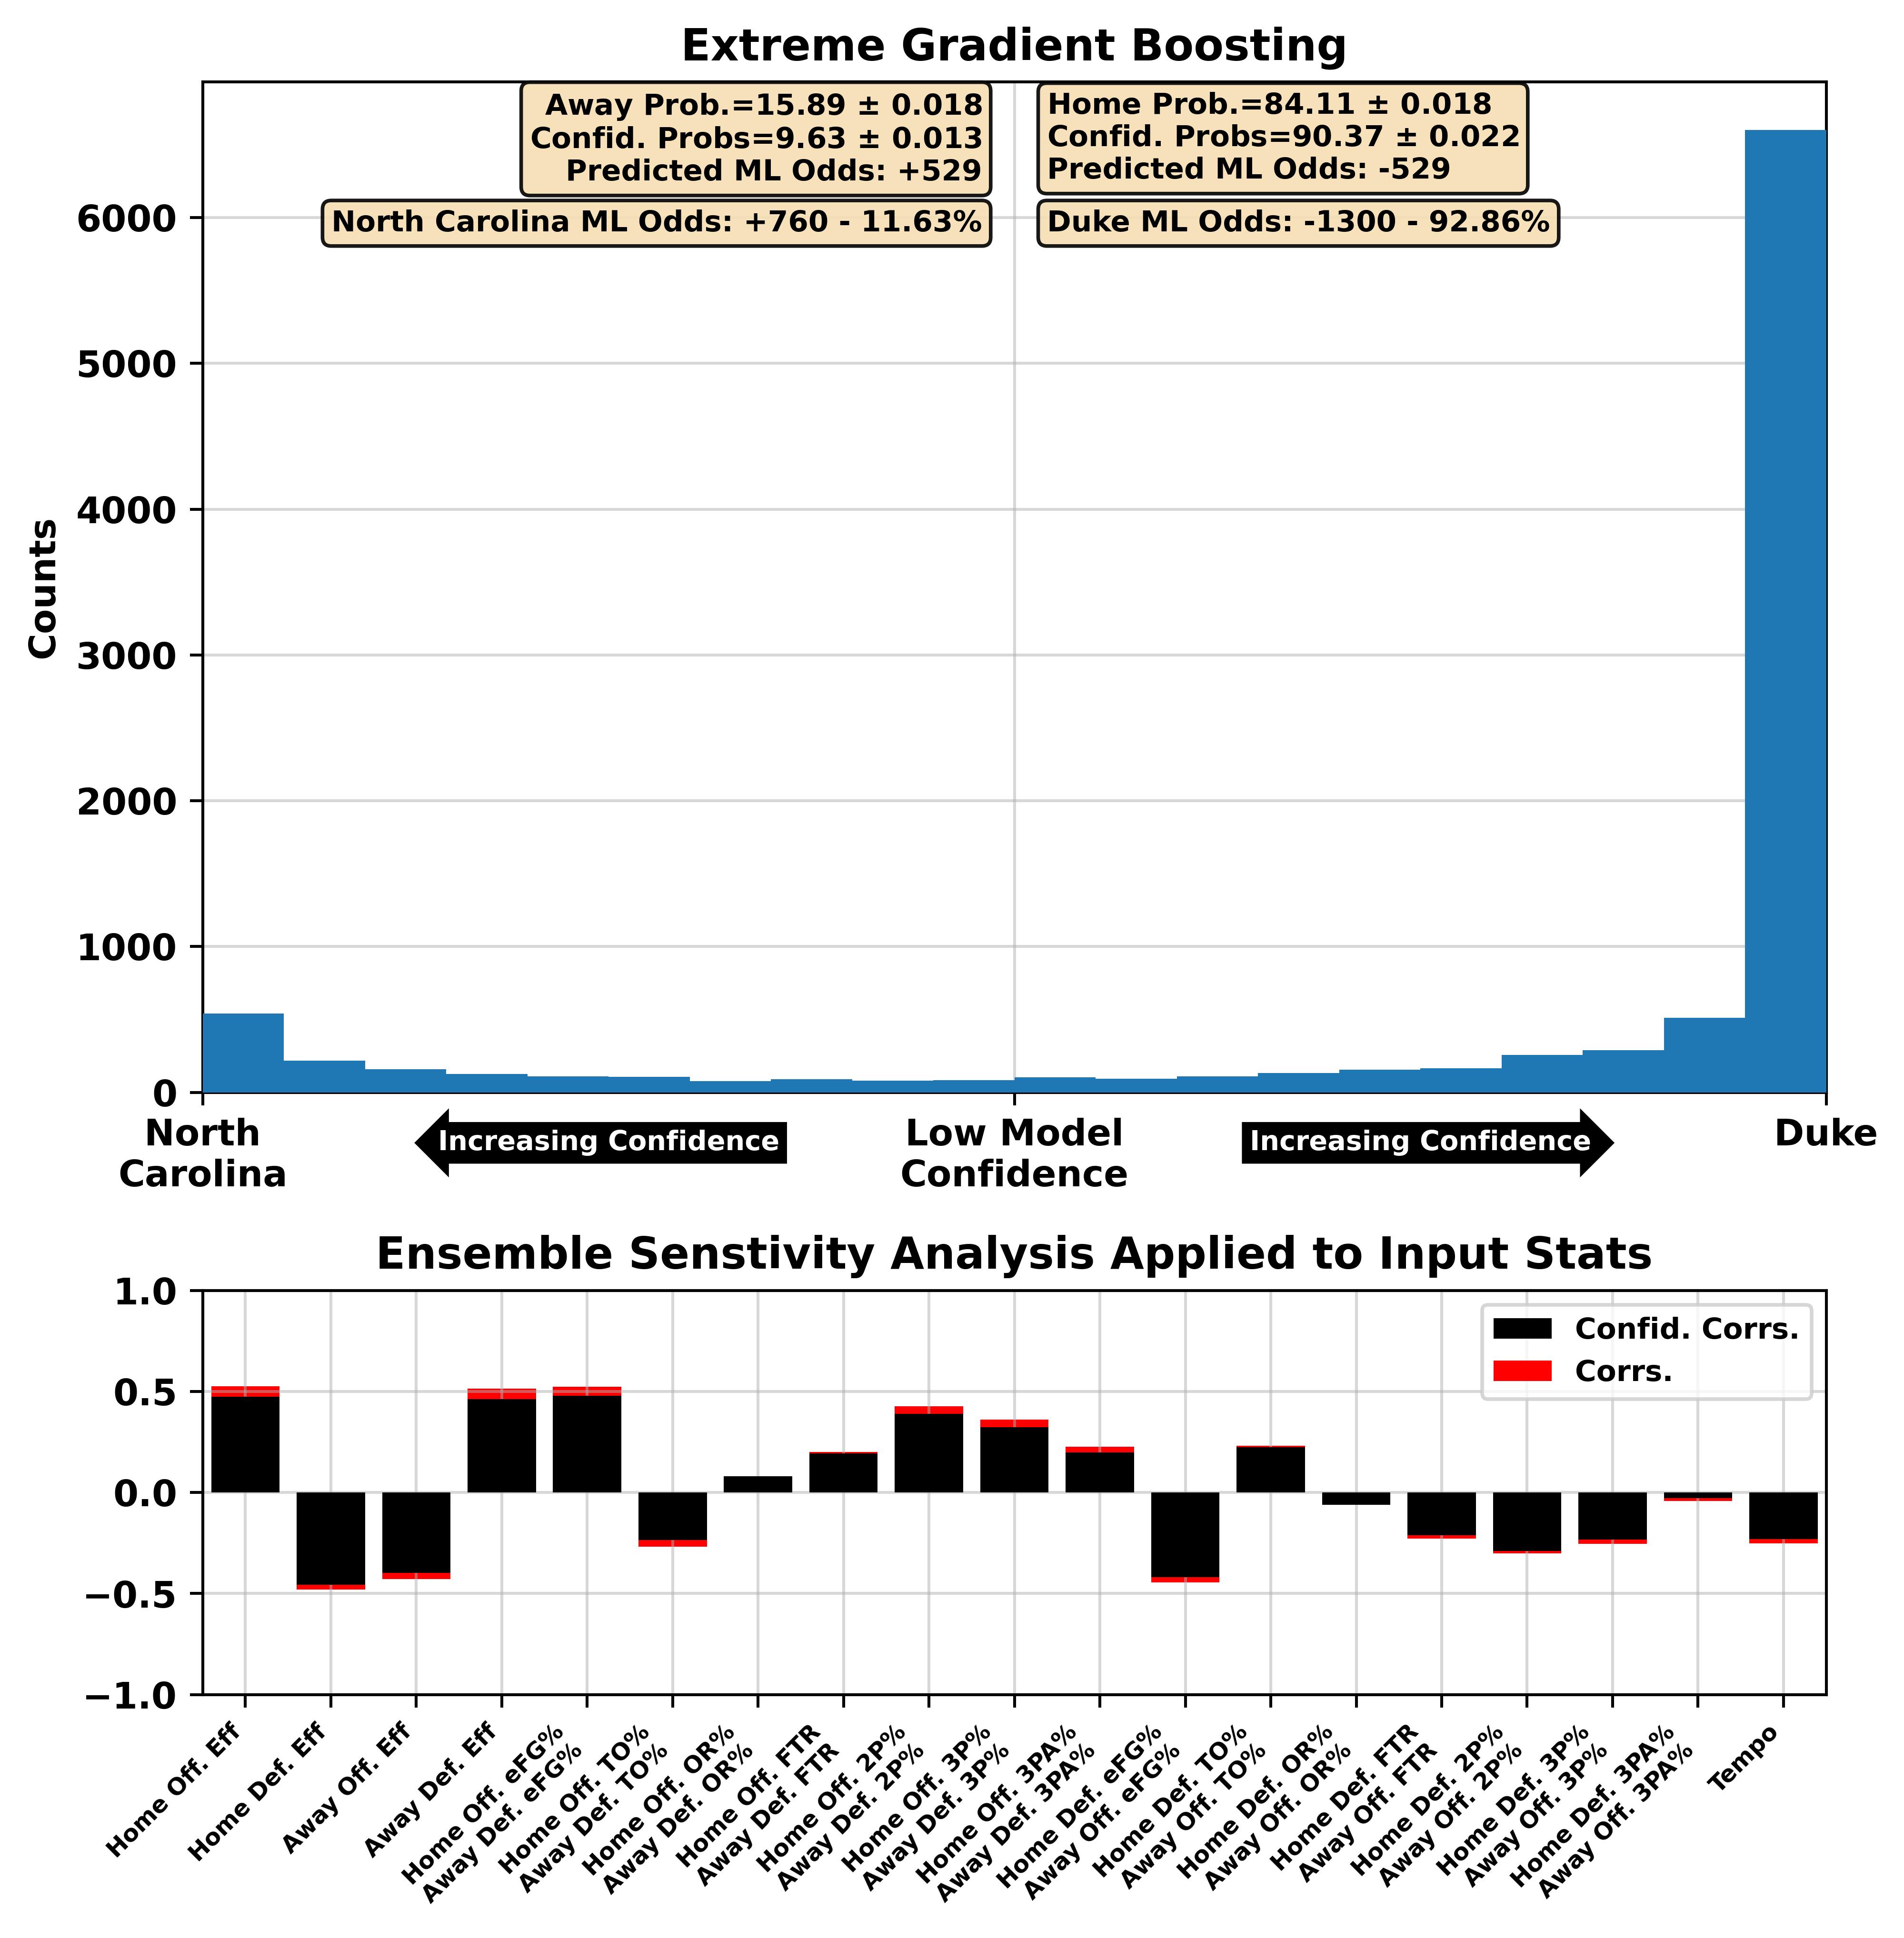 Extreme Gradient Boosting
Away Prob.=15.89 ± 0.018
Confid. Probs=9.63 ± 0.013
Predicted ML Odds: +529
Home Prob.=84.11 ± 0.018
Confid. Probs=90.37 ± 0.022
Predicted ML Odds: -529
North Carolina ML Odds: +760 - 11.63%
Duke ML Odds: -1300 - 92.86%
6000
5000
4000
3000
2000
1000
0
Counts
North
Carolina
Increasing Confidence
Low Model
Confidence
Increasing Confidence
Duke
Ensemble Senstivity Analysis Applied to Input Stats
1.0
0.5
0.0
−0.5
−1.0
Confid. Corrs.
Corrs.
Home Off. Eff
Home Def. Eff
Away Off. Eff
Away Def. Eff
Home Off. eFG%
Away Def. eFG%
Home Off. TO%
Away Def. TO%
Home Off. OR%
Away Def. OR%
Home Off. FTR
Away Def. FTR
Home Off. 2P%
Away Def. 2P%
Home Off. 3P%
Away Def. 3P%
Home Off. 3PA%
Away Def. 3PA%
Home Def. eFG%
Away Off. eFG%
Home Def. TO%
Away Off. TO%
Home Def. OR%
Away Off. OR%
Home Def. FTR
Away Off. FTR
Home Def. 2P%
Away Off. 2P%
Home Def. 3P%
Away Off. 3P%
Home Def. 3PA%
Away Off. 3PA%
Tempo